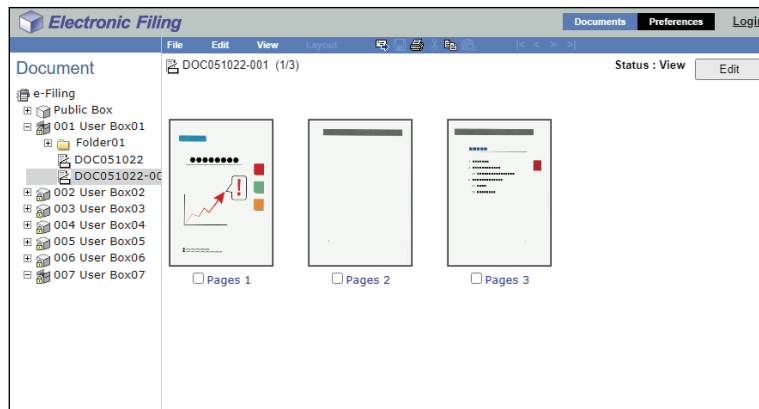 Electronic Filing
Documents Preferences Login
File Edit View Layout |< < > >|
Document
DOC051022-001 (1/3)
Status : View
Edit
e-Filing
Public Box
001 User Box01
Folder01
DOC051022
DOC051022-00
002 User Box02
003 User Box03
004 User Box04
005 User Box05
006 User Box06
007 User Box07
!
Pages 1
Pages 2
Pages 3